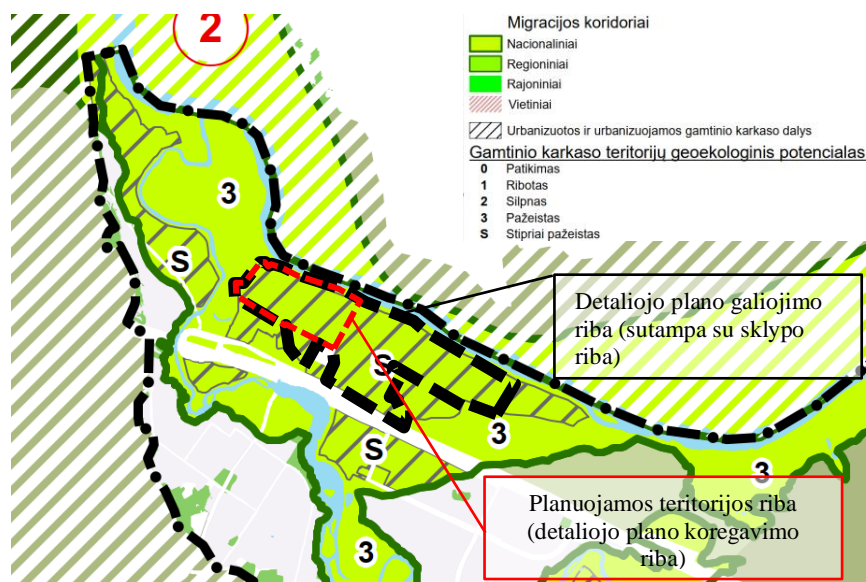 2
Migracijos koridoriai
Nacionaliniai
Regioniniai
Rajoniniai
Vietiniai
Urbanizuotos ir urbanizuojamos gamtinio karkaso dalys
Gamtinio karkaso teritorijų geoekologinis potencialas
0 Patikimas
1 Ribotas
2 Silpnas
3 Pažeistas
S Stipriai pažeistas
3
S
Detaliojo plano galiojimo
riba (sutampa su sklypo
riba)
S
3
S
3
Planuojamos teritorijos riba
(detaliojo plano koregavimo
riba)
3